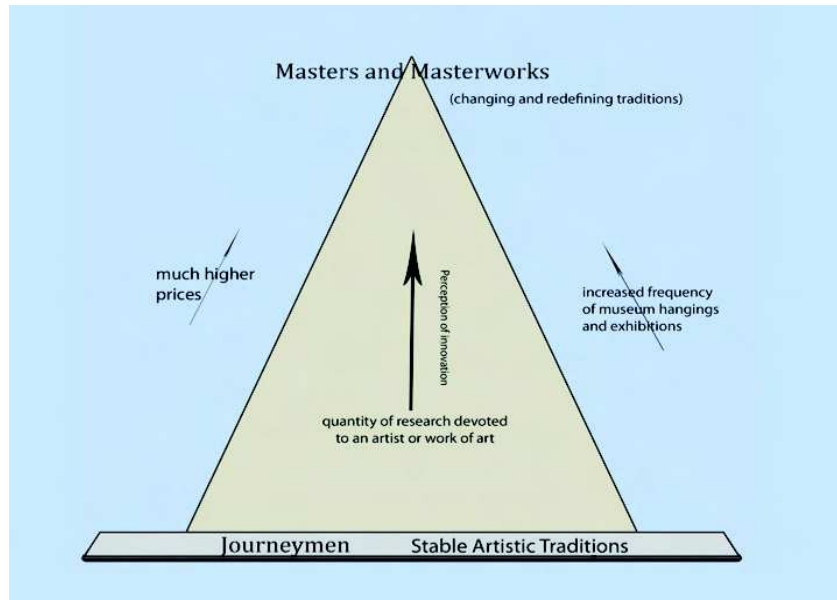 Masters and Masterworks
(changing and redefining traditions)
much higher
prices
Perception of innovation
increased frequency
of museum hangings
and exhibitions
quantity of research devoted
to an artist or work of art
Journeymen Stable Artistic Traditions